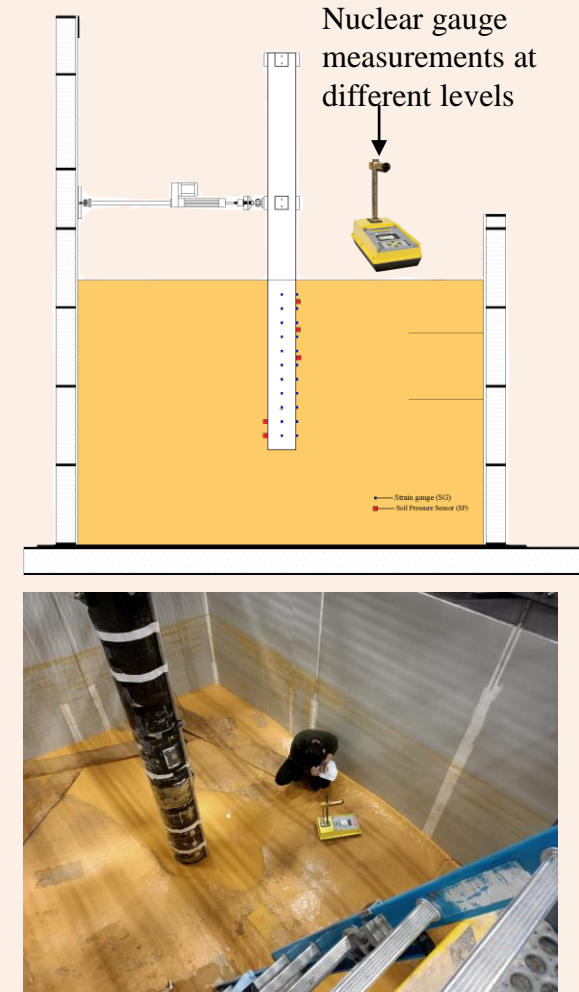 Nuclear gauge
measurements at
different levels
Strain gauge (SG)
Soil Pressure Sensor (SP)